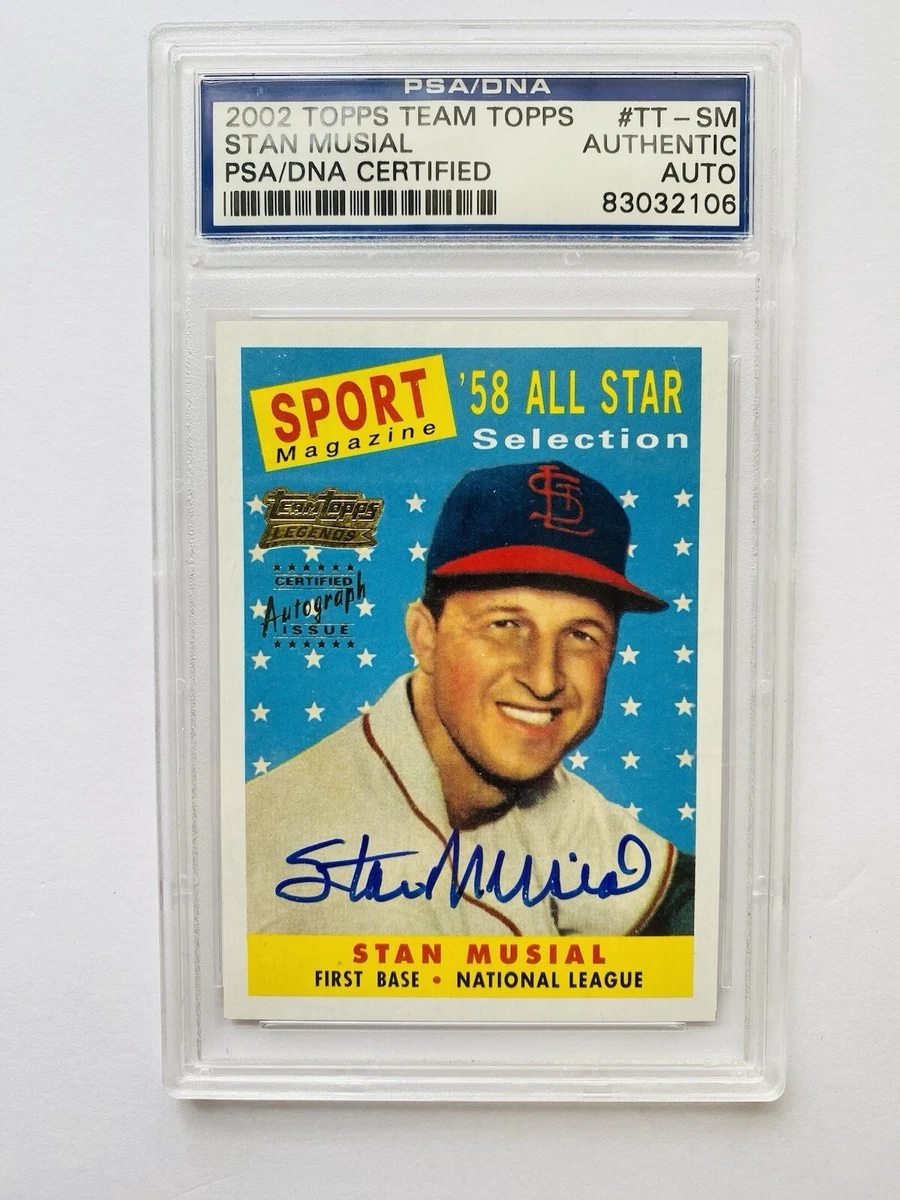 PSA/DNA
2002 TOPPS TEAM TOPPS #TT-SM
STAN MUSIAL AUTHENTIC
PSA/DNA CERTIFIED AUTO
83032106
SPORT
Magazine
'58 ALL STAR
Selection
STL
TEAM TOPPS
LEGENDS
CERTIFIED
Autograph
ISSUE
Stan Musial
STAN MUSIAL
FIRST BASE • NATIONAL LEAGUE